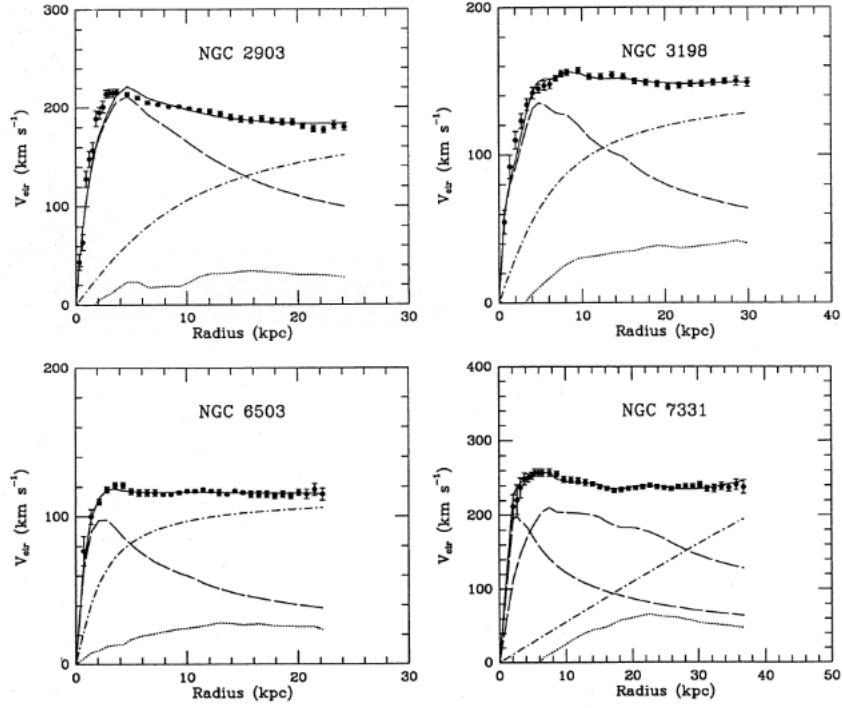 NGC 2903
V_cir (km s⁻¹)
300
200
100
0
0 10 20 30
Radius (kpc)
NGC 3198
V_cir (km s⁻¹)
200
100
0
0 10 20 30 40
Radius (kpc)
NGC 6503
V_cir (km s⁻¹)
200
100
0
0 10 20 30
Radius (kpc)
NGC 7331
V_cir (km s⁻¹)
400
300
200
100
0
0 10 20 30 40 50
Radius (kpc)